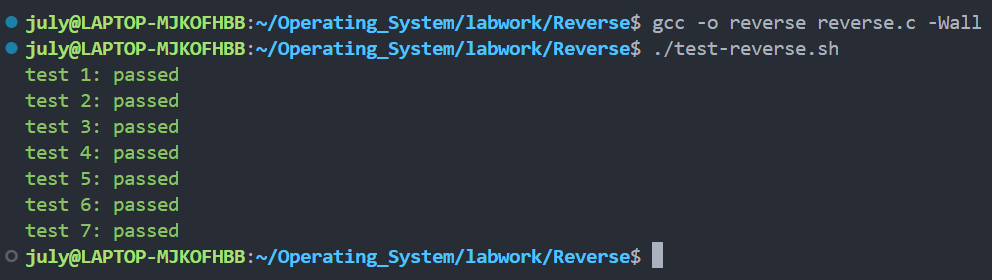 july@LAPTOP-MJKOFHBB:~/Operating_System/labwork/Reverse$ gcc -o reverse reverse.c -Wall
july@LAPTOP-MJKOFHBB:~/Operating_System/labwork/Reverse$ ./test-reverse.sh
test 1: passed
test 2: passed
test 3: passed
test 4: passed
test 5: passed
test 6: passed
test 7: passed
july@LAPTOP-MJKOFHBB:~/Operating_System/labwork/Reverse$